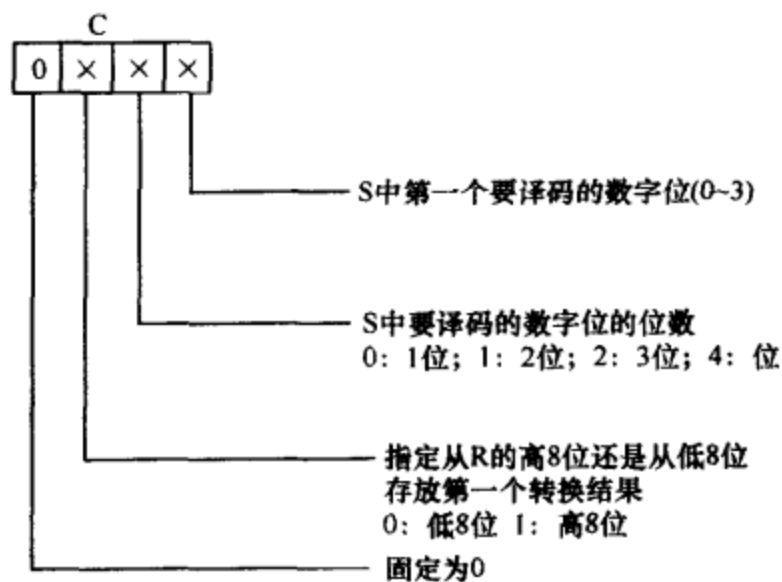 C
0 × × ×
S中第一个要译码的数字位(0~3)
S中要译码的数字位的位数
0: 1位; 1: 2位; 2: 3位; 4: 位
指定从R的高8位还是从低8位
存放第一个转换结果
0: 低8位 1: 高8位
固定为0